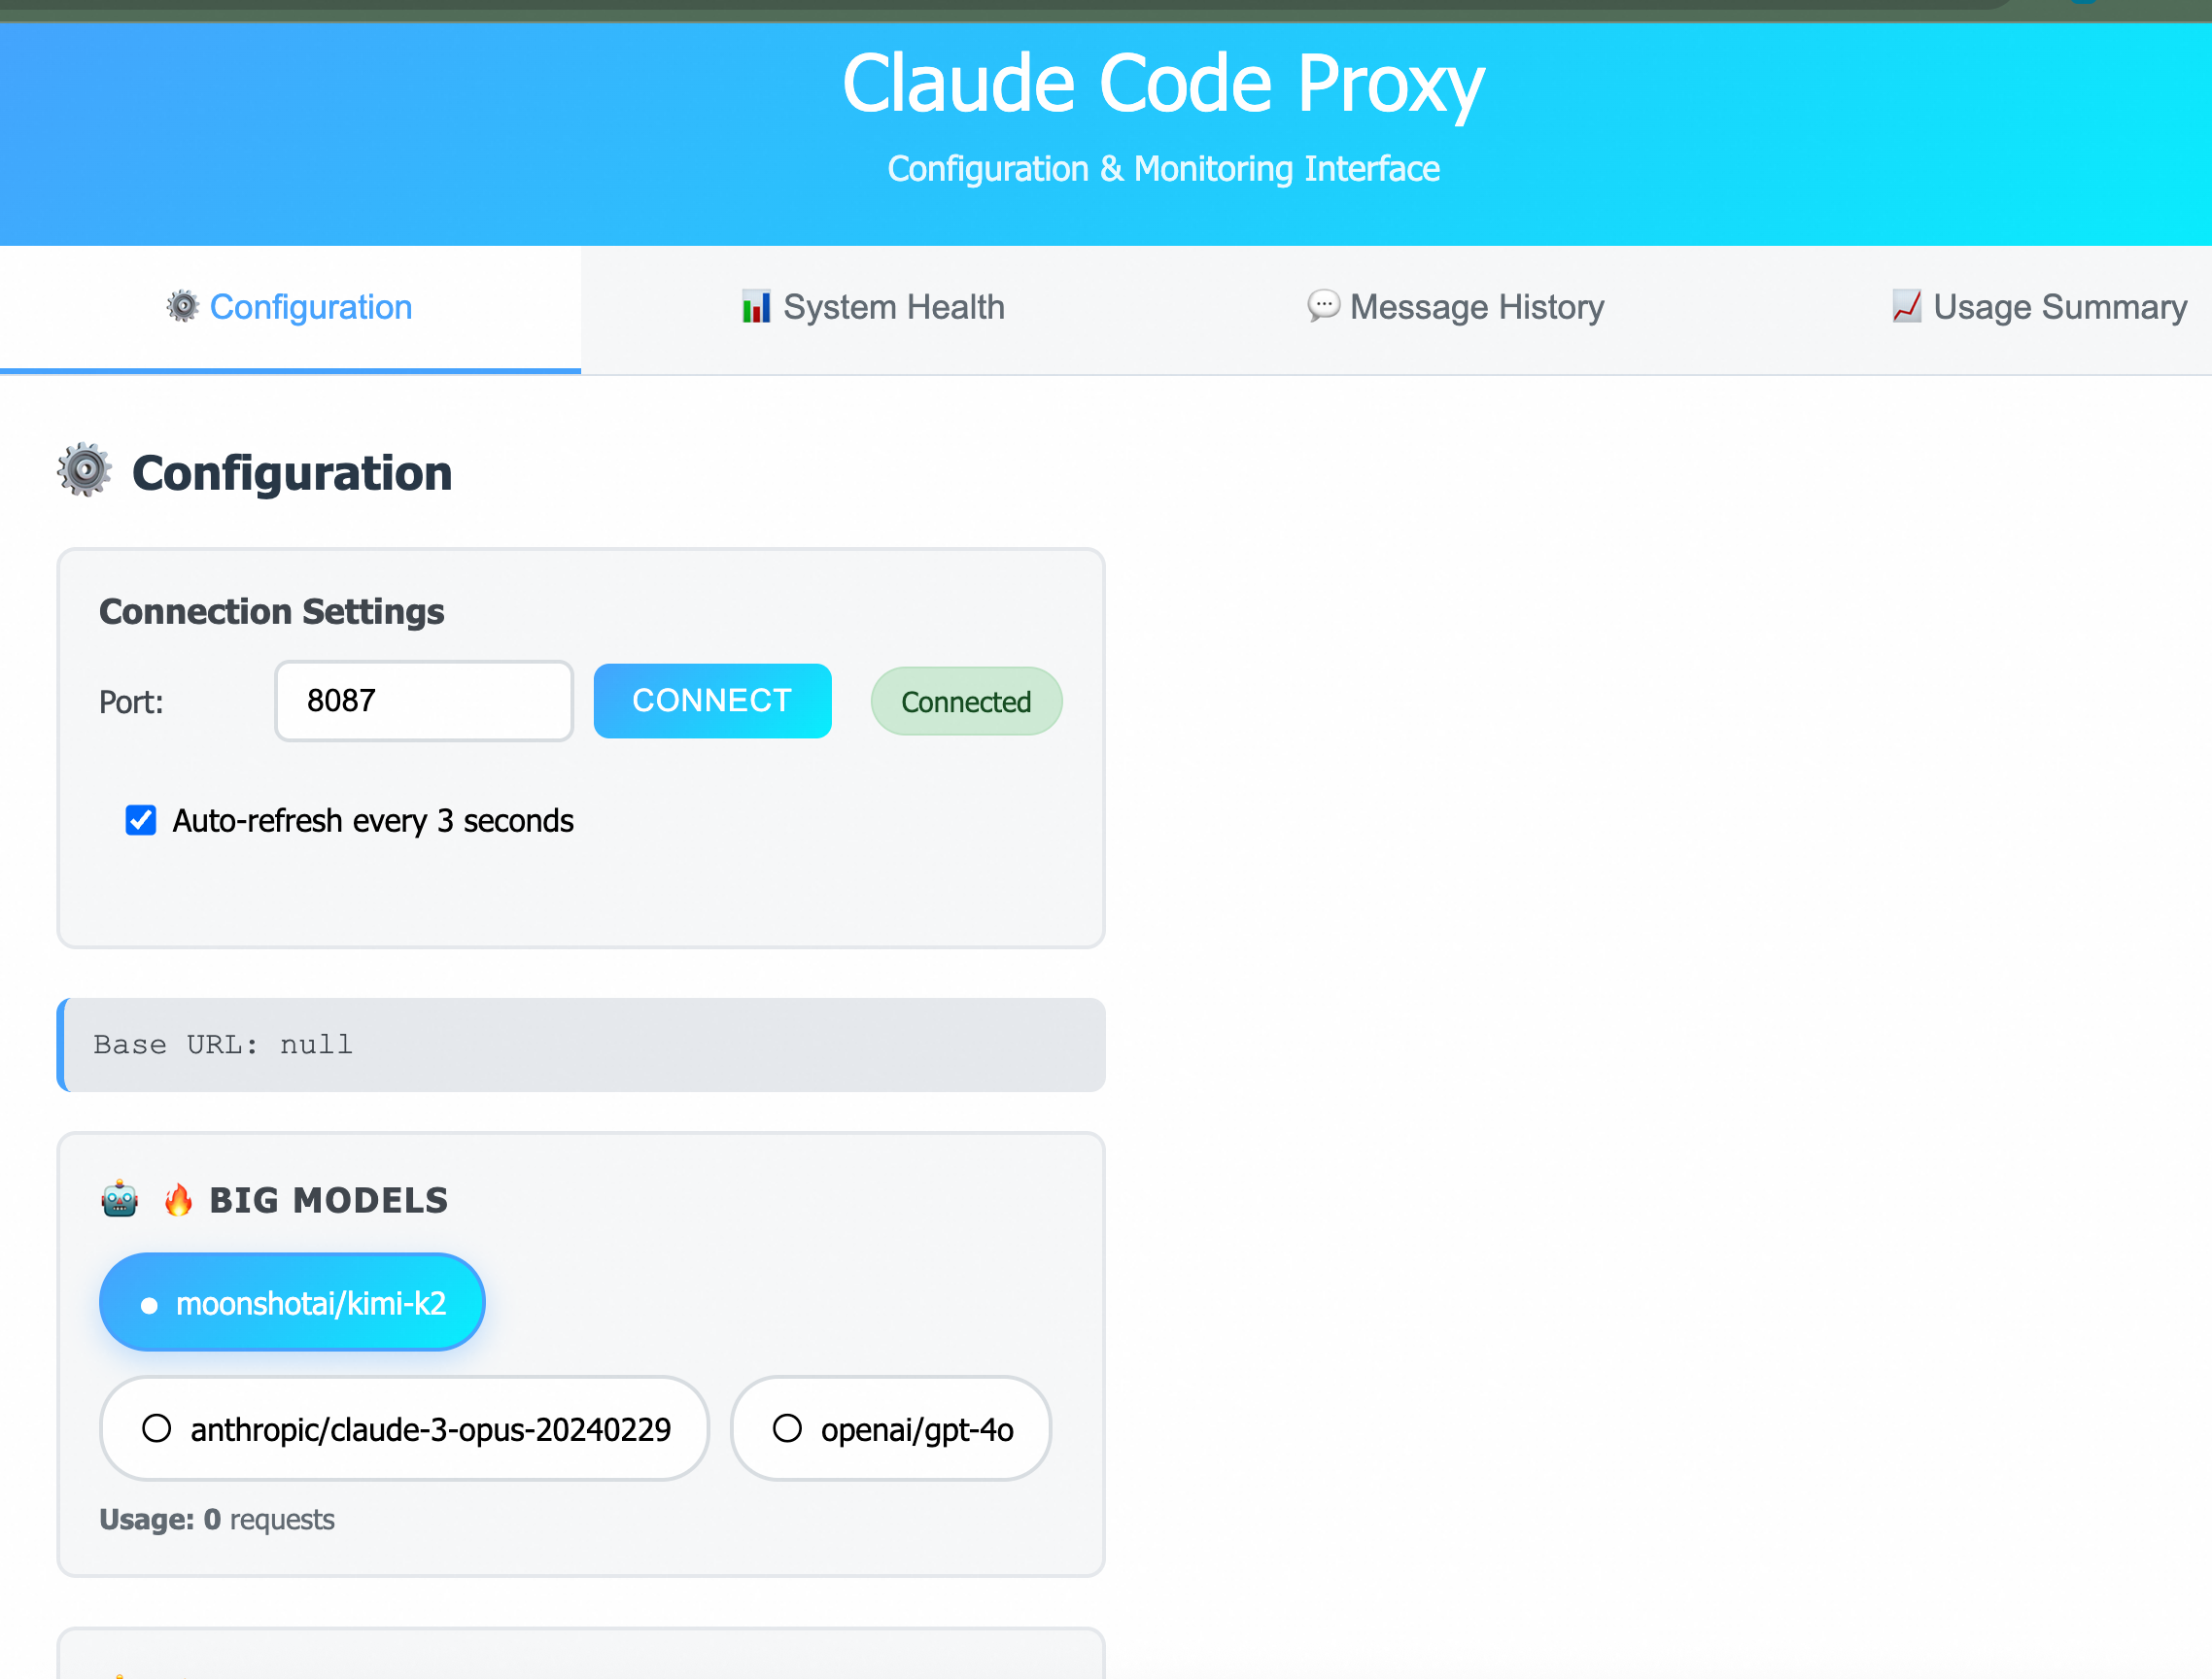 Claude Code Proxy
Configuration & Monitoring Interface
Configuration
System Health
Message History
Usage Summary
Configuration
Connection Settings
Port:
8087
CONNECT
Connected
Auto-refresh every 3 seconds
Base URL: null
BIG MODELS
moonshotai/kimi-k2
anthropic/claude-3-opus-20240229
openai/gpt-4o
Usage: 0 requests